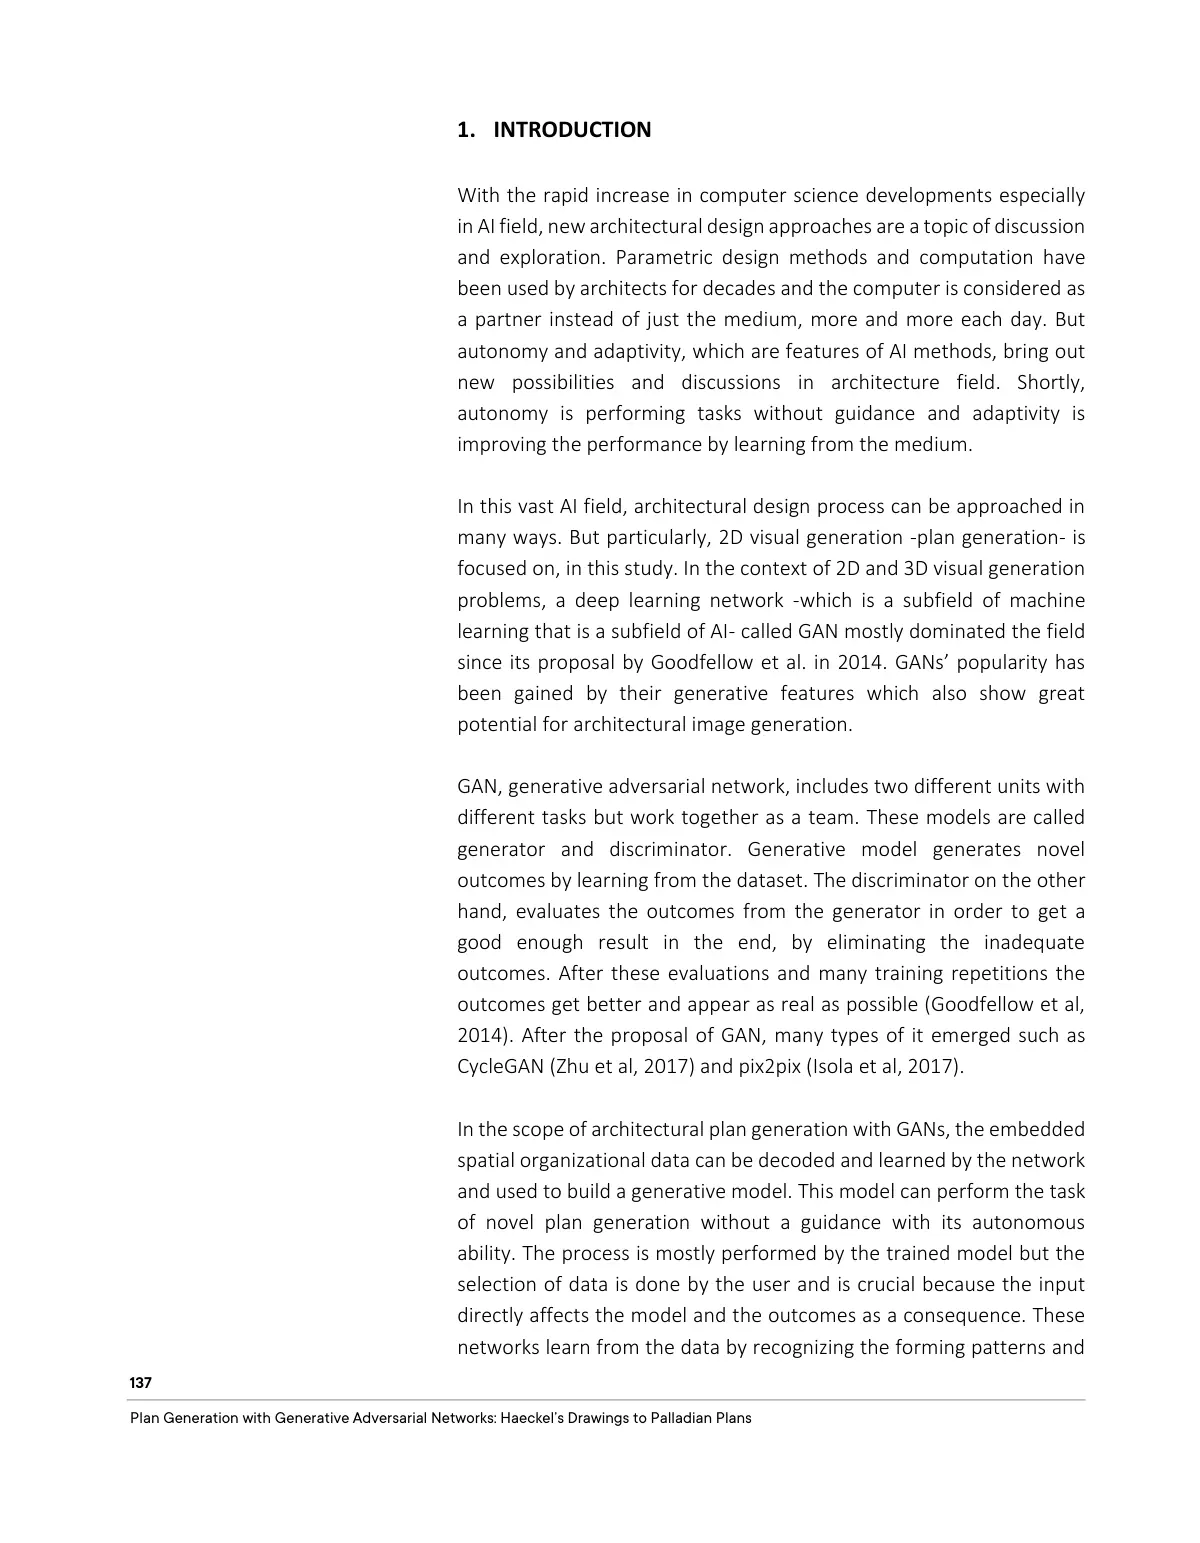 1. INTRODUCTION
With the rapid increase in computer science developments especially
in AI field, new architectural design approaches are a topic of discussion
and exploration. Parametric design methods and computation have
been used by architects for decades and the computer is considered as
a partner instead of just the medium, more and more each day. But
autonomy and adaptivity, which are features of AI methods, bring out
new possibilities and discussions in architecture field. Shortly,
autonomy is performing tasks without guidance and adaptivity is
improving the performance by learning from the medium.
In this vast AI field, architectural design process can be approached in
many ways. But particularly, 2D visual generation -plan generation- is
focused on, in this study. In the context of 2D and 3D visual generation
problems, a deep learning network -which is a subfield of machine
learning that is a subfield of AI- called GAN mostly dominated the field
since its proposal by Goodfellow et al. in 2014. GANs’ popularity has
been gained by their generative features which also show great
potential for architectural image generation.
GAN, generative adversarial network, includes two different units with
different tasks but work together as a team. These models are called
generator and discriminator. Generative model generates novel
outcomes by learning from the dataset. The discriminator on the other
hand, evaluates the outcomes from the generator in order to get a
good enough result in the end, by eliminating the inadequate
outcomes. After these evaluations and many training repetitions the
outcomes get better and appear as real as possible (Goodfellow et al,
2014). After the proposal of GAN, many types of it emerged such as
CycleGAN (Zhu et al, 2017) and pix2pix (Isola et al, 2017).
In the scope of architectural plan generation with GANs, the embedded
spatial organizational data can be decoded and learned by the network
and used to build a generative model. This model can perform the task
of novel plan generation without a guidance with its autonomous
ability. The process is mostly performed by the trained model but the
selection of data is done by the user and is crucial because the input
directly affects the model and the outcomes as a consequence. These
networks learn from the data by recognizing the forming patterns and
137
Plan Generation with Generative Adversarial Networks: Haeckel’s Drawings to Palladian Plans